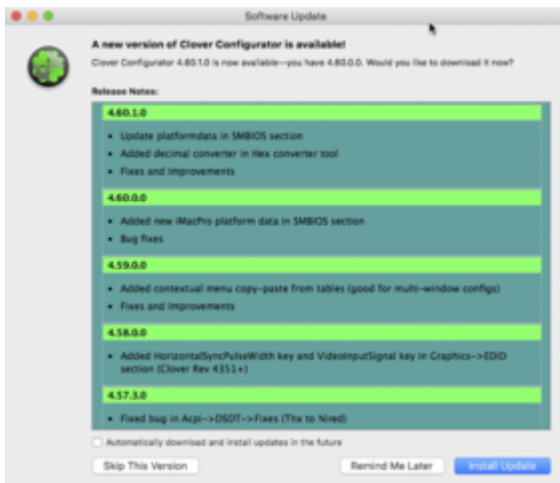 Software Update
A new version of Clover Configurator is available!
Clover Configurator 4.60.1.0 is now available—you have 4.60.0.0. Would you like to download it now?
Release Notes:
4.60.1.0
• Update platformdata in SMBIOS section
• Added decimal converter in Hex converter tool
• Fixes and Improvements
4.60.0.0
• Added new iMacPro platform data in SMBIOS section
• Bug fixes
4.59.0.0
• Added contextual menu copy-paste from tables (good for multi-window configs)
• Fixes and Improvements
4.58.0.0
• Added HorizontalSyncPulseWidth key and VideoInputSignal key in Graphics->EDID
section (Clover Rev 4351+)
4.57.3.0
• Fixed bug in Acpi->DSDT->Fixes (Thx to Nired)
Automatically download and install updates in the future
Skip This Version
Remind Me Later
Install Update